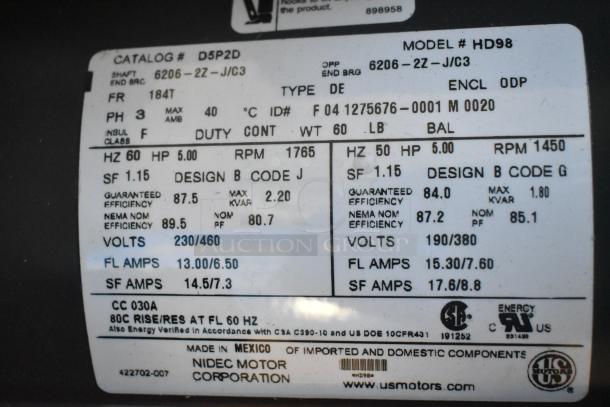 the product.
898958
CATALOG # D5P2D
MODEL # HD98
SHAFT END BRG 6206-2Z-J/C3
OPP END BRG 6206-2Z-J/C3
FR 184T TYPE DE ENCL ODP
PH 3 MAX AMB 40 °C ID# F 04 1275676-0001 M 0020
INSUL CLASS F DUTY CONT WT 60 LB BAL
HZ 60 HP 5.00 RPM 1765
SF 1.15 DESIGN B CODE J
GUARANTEED EFFICIENCY 87.5 MAX KVAR 2.20
NEMA NOM EFFICIENCY 89.5 NOM PF 80.7
VOLTS 230/460
FL AMPS 13.00/6.50
SF AMPS 14.5/7.3
HZ 50 HP 5.00 RPM 1450
SF 1.15 DESIGN B CODE G
GUARANTEED EFFICIENCY 84.0 MAX KVAR 1.80
NEMA NOM EFFICIENCY 87.2 NOM PF 85.1
VOLTS 190/380
FL AMPS 15.30/7.60
SF AMPS 17.6/8.8
AUCTION GROUP
CC 030A
80C RISE/RES AT FL 60 HZ
Also Energy Verified in Accordance with CSA C390-10 and US DOE 10CFR431
191252
ENERGY
C US
MADE IN MEXICO OF IMPORTED AND DOMESTIC COMPONENTS
422702-007
NIDEC MOTOR
CORPORATION
*HD98*
www.usmotors.com
US
MOTORS